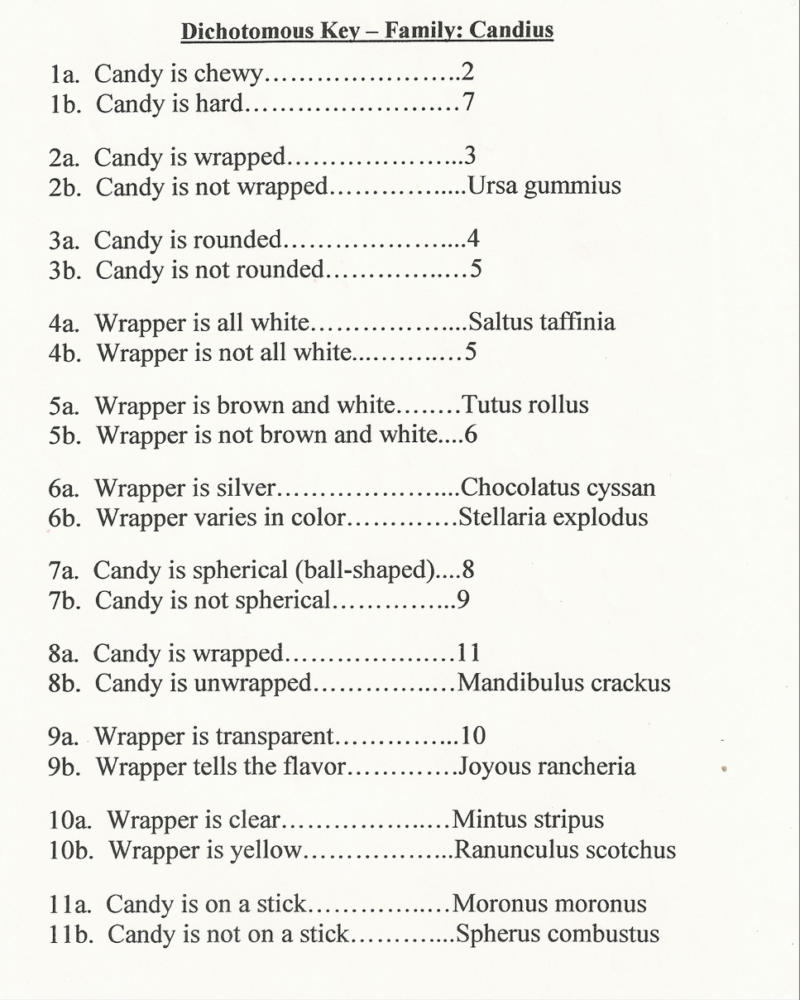 Dichotomous Key – Family: Candius
1a. Candy is chewy…………………..2
1b. Candy is hard…………………….7
2a. Candy is wrapped………………...3
2b. Candy is not wrapped…………….....Ursa gummius
3a. Candy is rounded………………....4
3b. Candy is not rounded…………..….5
4a. Wrapper is all white……………....Saltus taffinia
4b. Wrapper is not all white..………..….5
5a. Wrapper is brown and white……..Tutus rollus
5b. Wrapper is not brown and white....6
6a. Wrapper is silver………………....Chocolatus cyssan
6b. Wrapper varies in color………….Stellaria explodus
7a. Candy is spherical (ball-shaped)....8
7b. Candy is not spherical…………...9
8a. Candy is wrapped…………………11
8b. Candy is unwrapped…………..….Mandibulus crackus
9a. Wrapper is transparent…………...10
9b. Wrapper tells the flavor………….Joyous rancheria
10a. Wrapper is clear……………..….Mintus stripus
10b. Wrapper is yellow……………...Ranunculus scotchus
11a. Candy is on a stick…………..….Moronus moronus
11b. Candy is not on a stick………....Spherus combustus